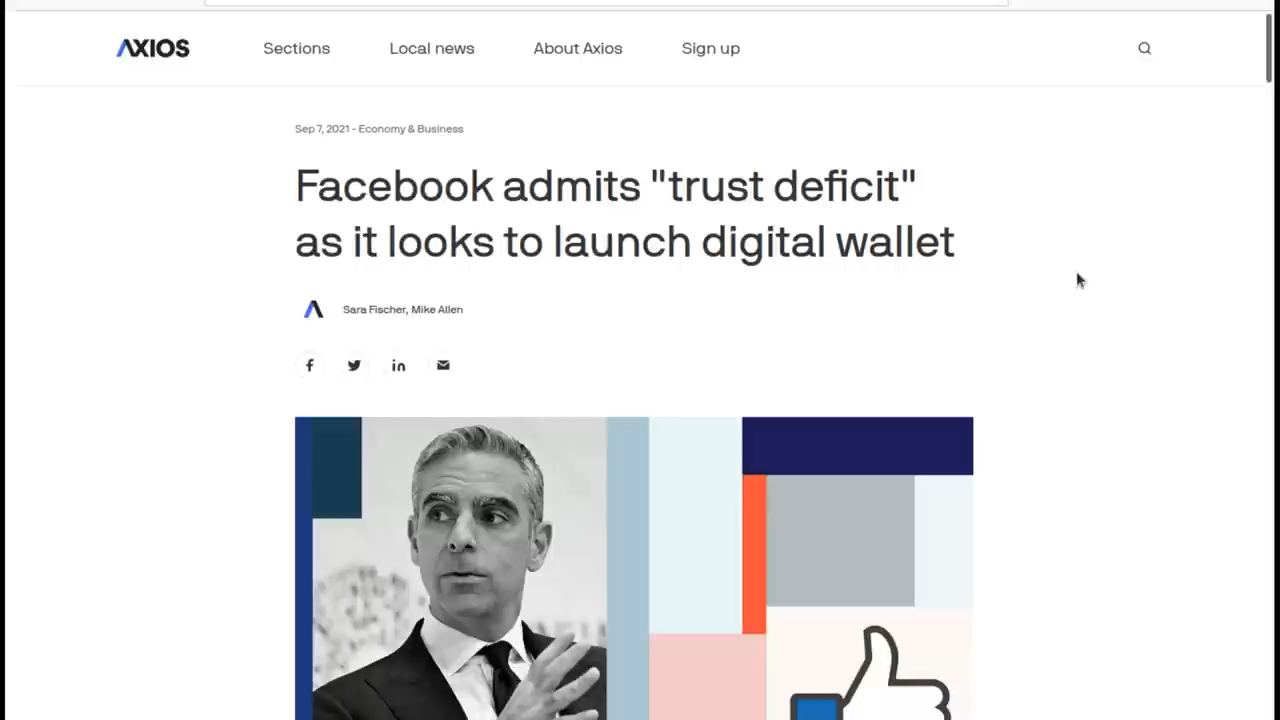 AXIOS
Sections
Local news
About Axios
Sign up
Sep 7, 2021 - Economy & Business
Facebook admits "trust deficit"
as it looks to launch digital wallet
Sara Fischer, Mike Allen